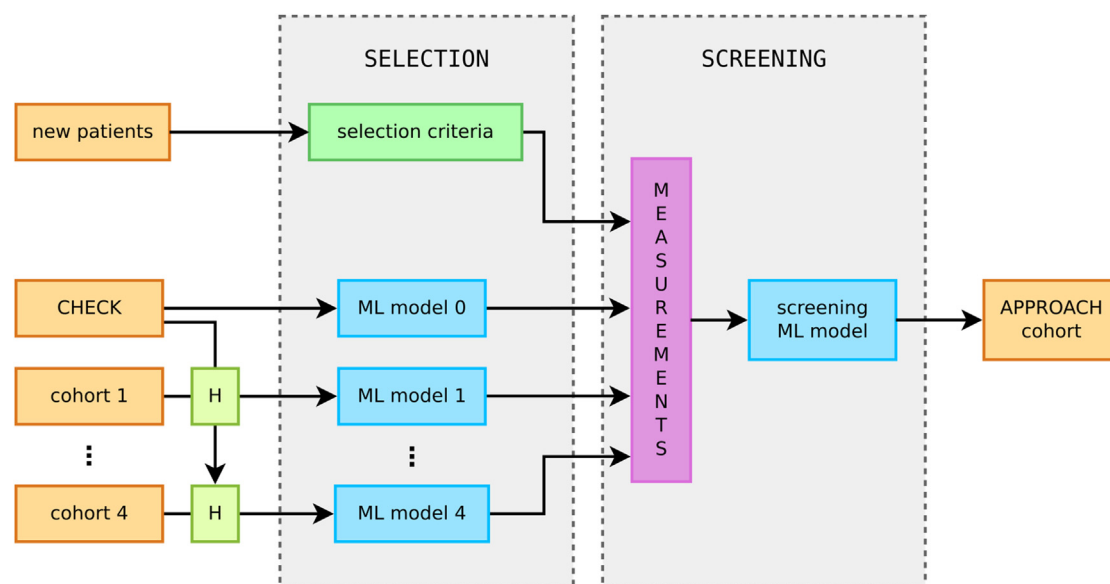 SELECTION
SCREENING
new patients
selection criteria
MEASUREMENTS
CHECK
ML model 0
screening
ML model
APPROACH
cohort
cohort 1
H
ML model 1
...
...
cohort 4
H
ML model 4